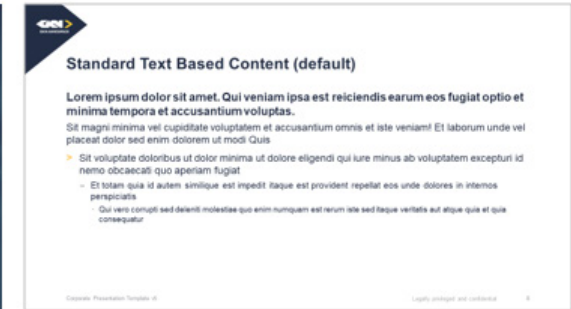 GKN
GKN AEROSPACE
Standard Text Based Content (default)
Lorem ipsum dolor sit amet. Qui veniam ipsa est reiciendis earum eos fugiat optio et
minima tempora et accusantium voluptas.
Sit magni minima vel cupiditate voluptatem et accusantium omnis et iste veniam! Et laborum unde vel
placeat dolor sed enim dolorem ut modi Quis
> Sit voluptate doloribus ut dolor minima ut dolore eligendi qui iure minus ab voluptatem excepturi id
nemo obcaecati quo aperiam fugiat
– Et totam quia id autem similique est impedit itaque est provident repellat eos unde dolores in internos
perspiciatis
· Qui vero corrupti sed deleniti molestiae quo enim numquam est rerum iste sed itaque veritatis aut atque quia et quia
consequatur
Corporate Presentation Template v6
Legally privileged and confidential